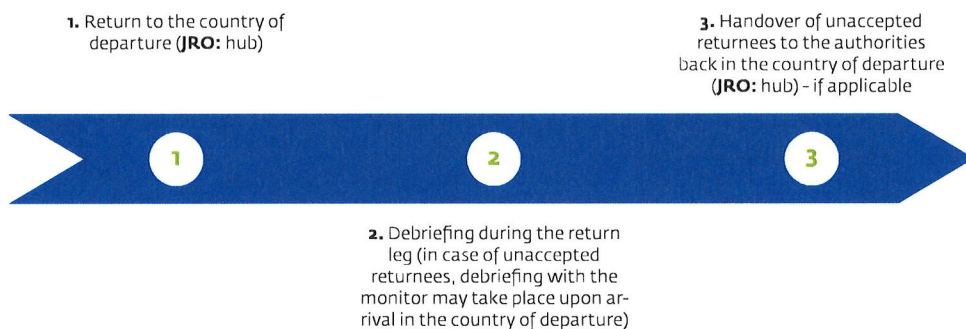 1. Return to the country of
departure (JRO: hub)
3. Handover of unaccepted
returnees to the authorities
back in the country of departure
(JRO: hub) - if applicable
1
2
3
2. Debriefing during the return
leg (in case of unaccepted
returnees, debriefing with the
monitor may take place upon ar-
rival in the country of departure)